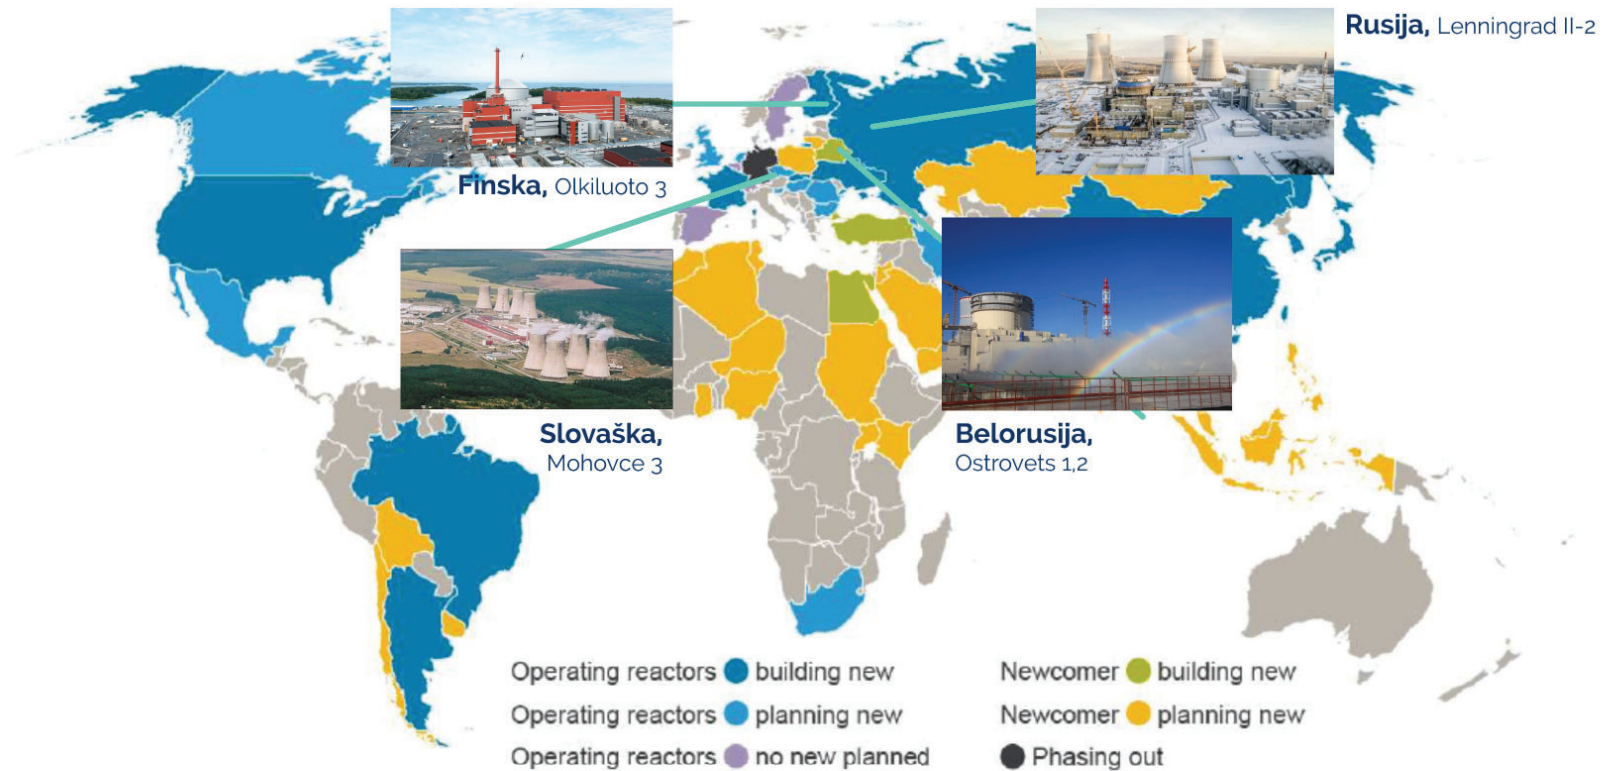 Rusija, Lenningrad II-2
Finska, Olkiluoto 3
Slovaška,
Mohovce 3
Belorusija,
Ostrovets 1,2
Operating reactors building new
Operating reactors planning new
Operating reactors no new planned
Newcomer building new
Newcomer planning new
Phasing out